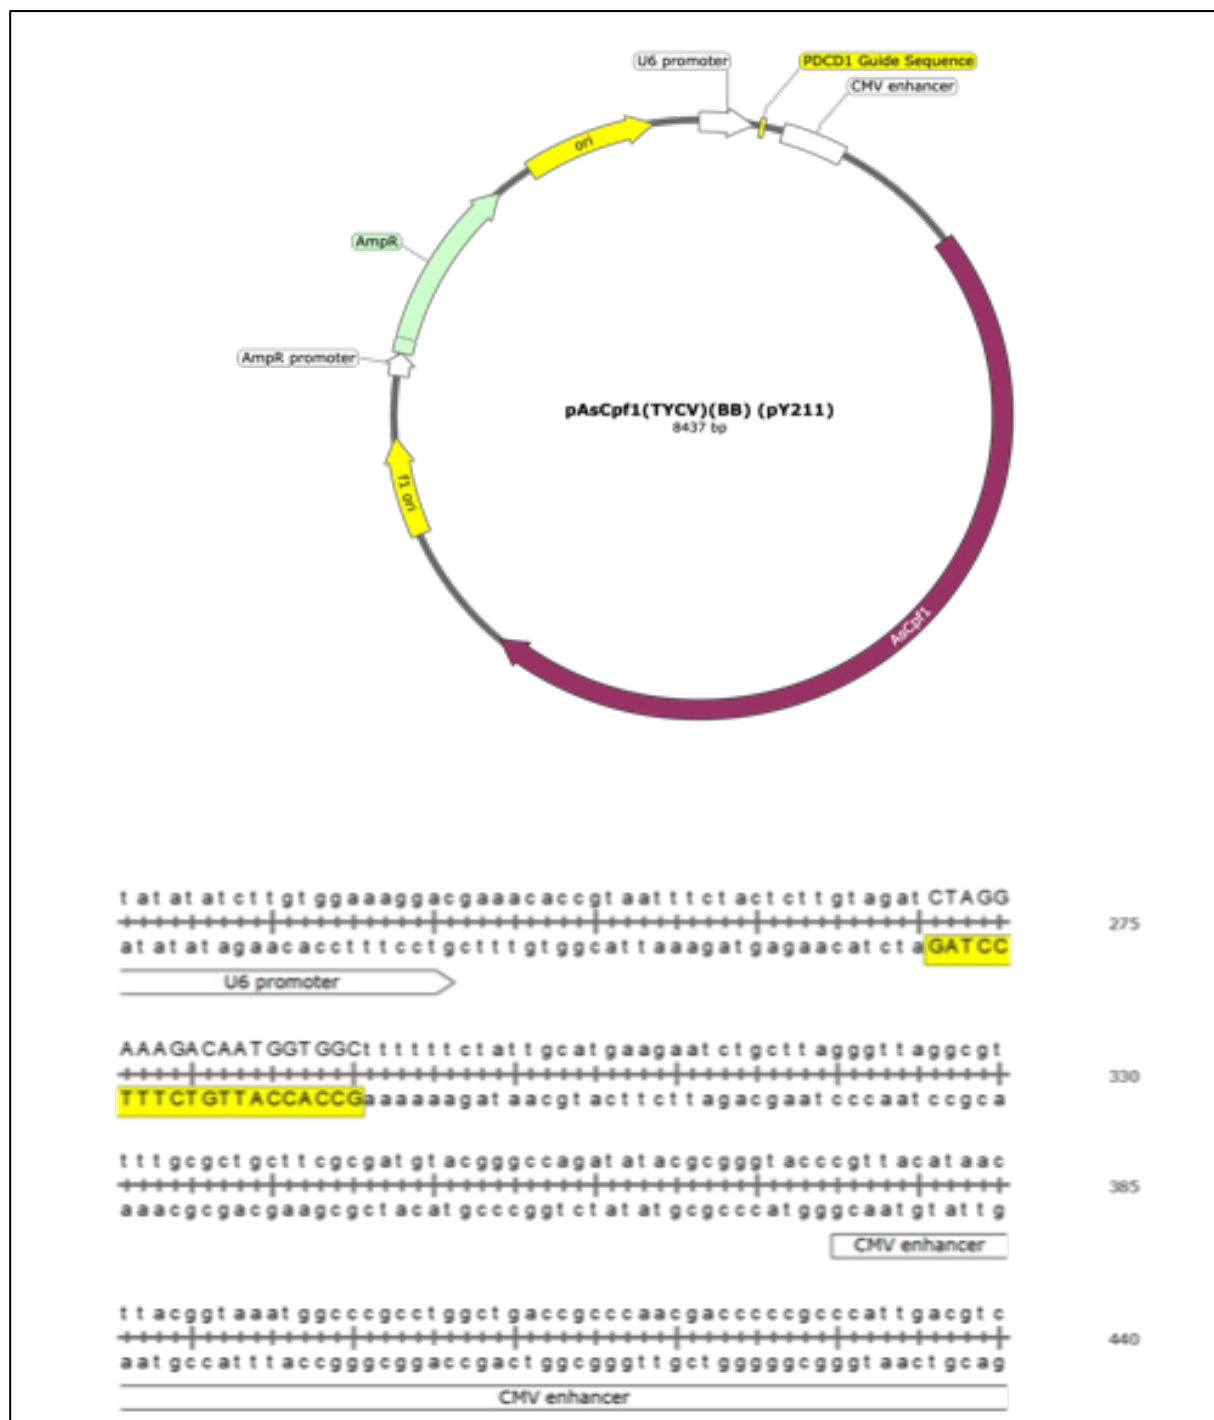 U6 promoter
PDCD1 Guide Sequence
CMV enhancer
ori
AmpR
AmpR promoter
pAsCpf1(TYCV)(BB) (pY211)
8437 bp
f1 ori
AsCpf1
tatatatcttgtggaaaggacgaaacaccgtaatttctactcttgtagatCTAGG
275
atatatagaacacctttcctgctttgtggcattaaagatgagaacatctaGATCC
U6 promoter
AAAGACAATGGTGGCttttttctattgcatgaagaatctgcttagggttaggcgt
330
TTTCTGTTACCACCGaaaaaagataacgtacttcttagacgaatcccaatccgca
tttgcgctgcttcgcgatgtacgggccagatatacgcgggtacccgttacataac
385
aaacgcgacgaagcgctacatgcccggtctatatgcgcccatgggcaatgtattg
CMV enhancer
ttacggtaaatggcccgcctggctgaccgcccaacgacccccgcccattgacgtc
440
aatgccatttaccgggcggaccgactggcgggttgctgggggcgggtaactgcag
CMV enhancer